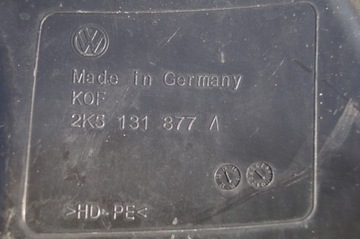 Made in Germany
KOF
2K5 131 877 A
>HD-PE<